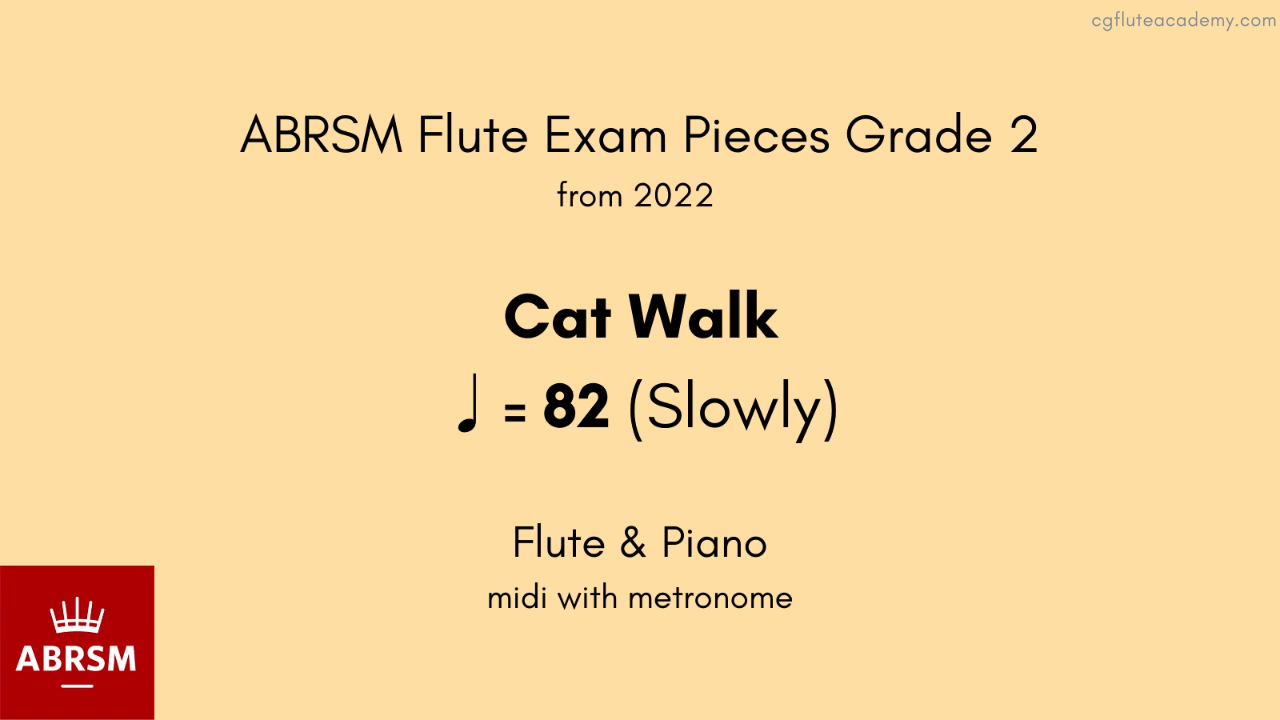 cgfluteacademy.com
ABRSM Flute Exam Pieces Grade 2
from 2022
Cat Walk
♩ = 82 (Slowly)
Flute & Piano
midi with metronome
ABRSM